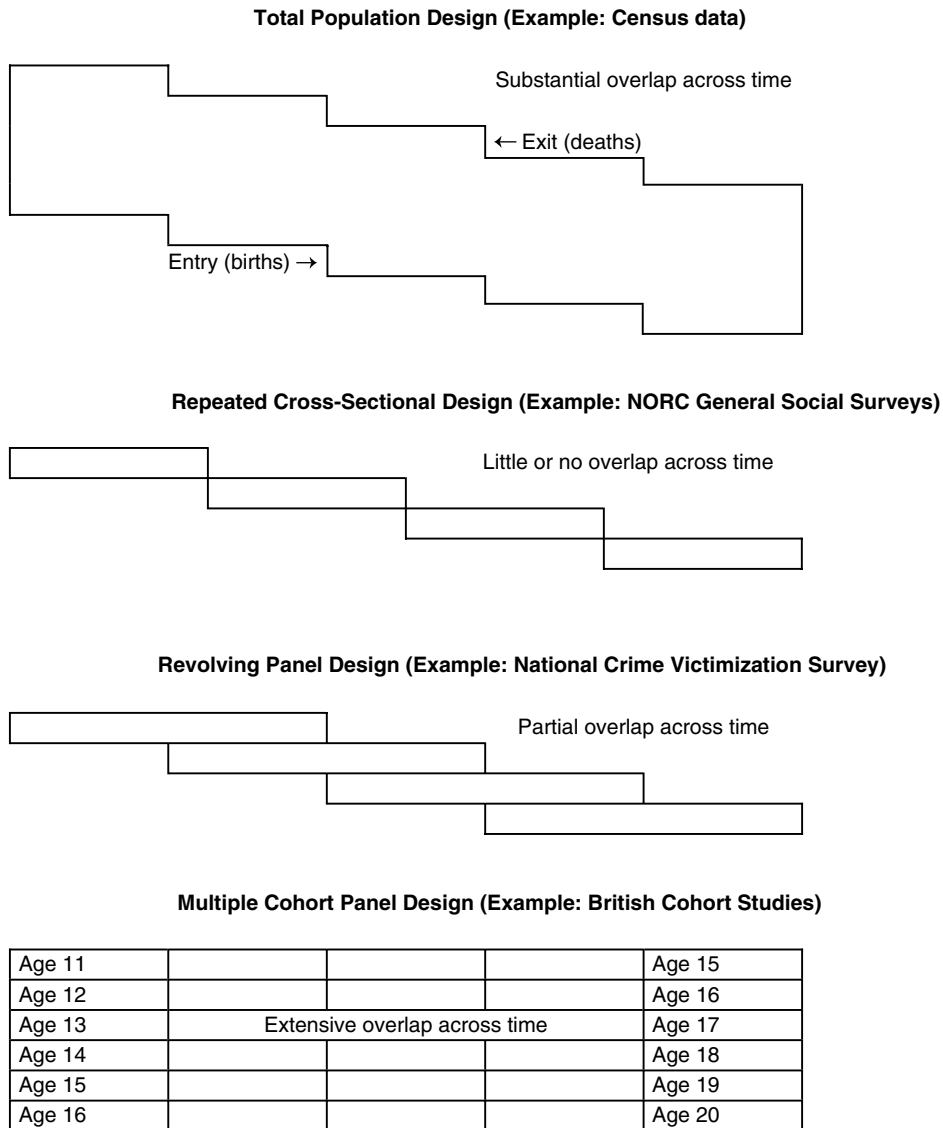 Total Population Design (Example: Census data)
Substantial overlap across time
← Exit (deaths)
Entry (births) →
Repeated Cross-Sectional Design (Example: NORC General Social Surveys)
Little or no overlap across time
Revolving Panel Design (Example: National Crime Victimization Survey)
Partial overlap across time
Multiple Cohort Panel Design (Example: British Cohort Studies)
Age 11 Age 15
Age 12 Age 16
Age 13 Extensive overlap across time Age 17
Age 14 Age 18
Age 15 Age 19
Age 16 Age 20